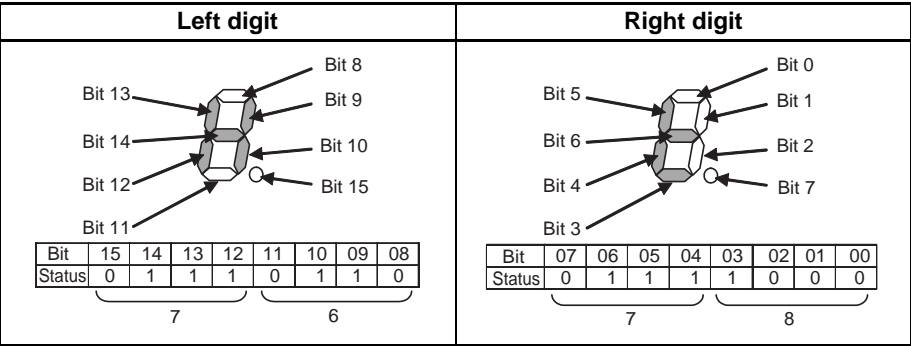 Left digit
Right digit
Bit 8
Bit 13
Bit 9
Bit 14
Bit 10
Bit 12
Bit 15
Bit 11
Bit 15 14 13 12 11 10 09 08
Status 0 1 1 1 0 1 1 0
7 6
Bit 0
Bit 5
Bit 1
Bit 6
Bit 2
Bit 4
Bit 7
Bit 3
Bit 07 06 05 04 03 02 01 00
Status 0 1 1 1 1 0 0 0
7 8